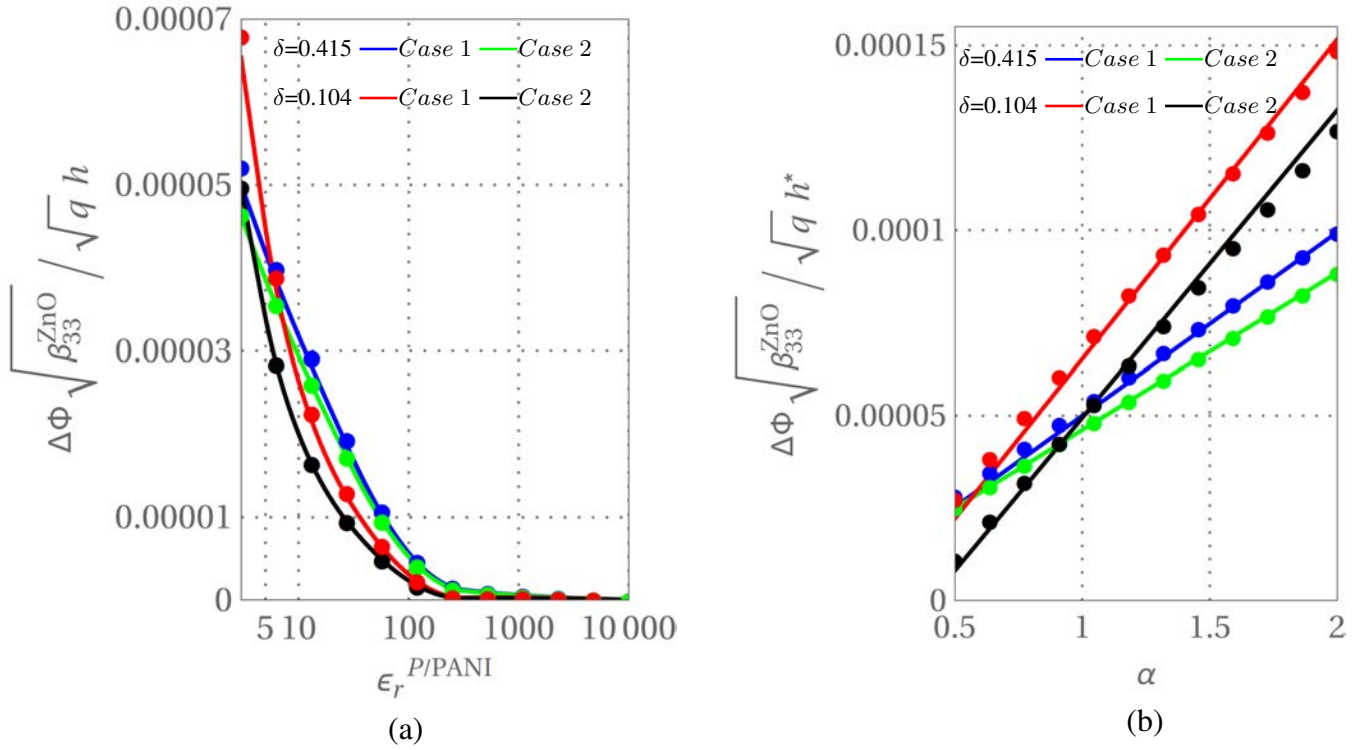 0.00007
0.00005
0.00003
0.00001
0
5 10 100 1000 10 000
ΔΦ √β₃₃^ZnO / √q h
ϵᵣ^P/PANI
δ=0.415 Case 1 Case 2
δ=0.104 Case 1 Case 2
(a)
0.00015
0.0001
0.00005
0
0.5 1 1.5 2
ΔΦ √β₃₃^ZnO / √q h*
α
δ=0.415 Case 1 Case 2
δ=0.104 Case 1 Case 2
(b)